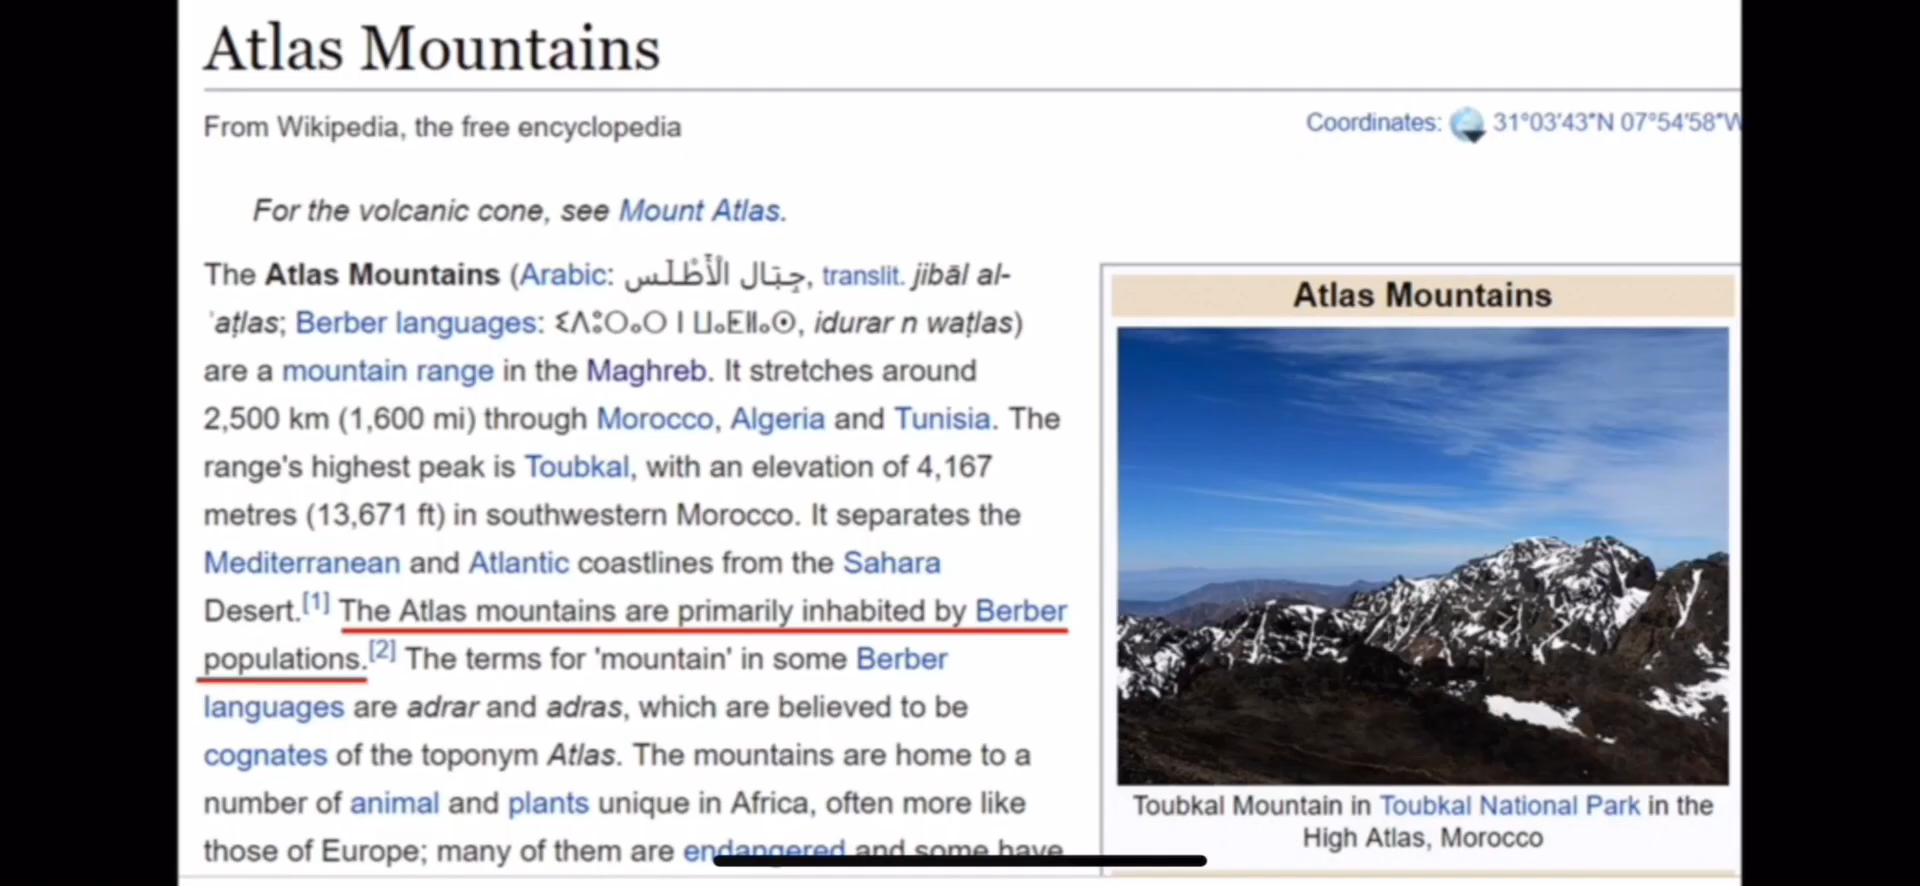 Atlas Mountains
From Wikipedia, the free encyclopedia
Coordinates: 31°03′43″N 07°54′58″W
For the volcanic cone, see Mount Atlas.
The Atlas Mountains (Arabic: جِبَال ٱلْأَطْلَس, translit. jibāl al-
ʾaṭlas; Berber languages: ⵉⴷⵓⵔⴰⵔ ⵏ ⵡⴰⵟⵍⴰⵙ, idurar n waṭlas)
are a mountain range in the Maghreb. It stretches around
2,500 km (1,600 mi) through Morocco, Algeria and Tunisia. The
range's highest peak is Toubkal, with an elevation of 4,167
metres (13,671 ft) in southwestern Morocco. It separates the
Mediterranean and Atlantic coastlines from the Sahara
Desert.[1] The Atlas mountains are primarily inhabited by Berber
populations.[2] The terms for 'mountain' in some Berber
languages are adrar and adras, which are believed to be
cognates of the toponym Atlas. The mountains are home to a
number of animal and plants unique in Africa, often more like
those of Europe; many of them are endangered and some have
Atlas Mountains
Toubkal Mountain in Toubkal National Park in the
High Atlas, Morocco